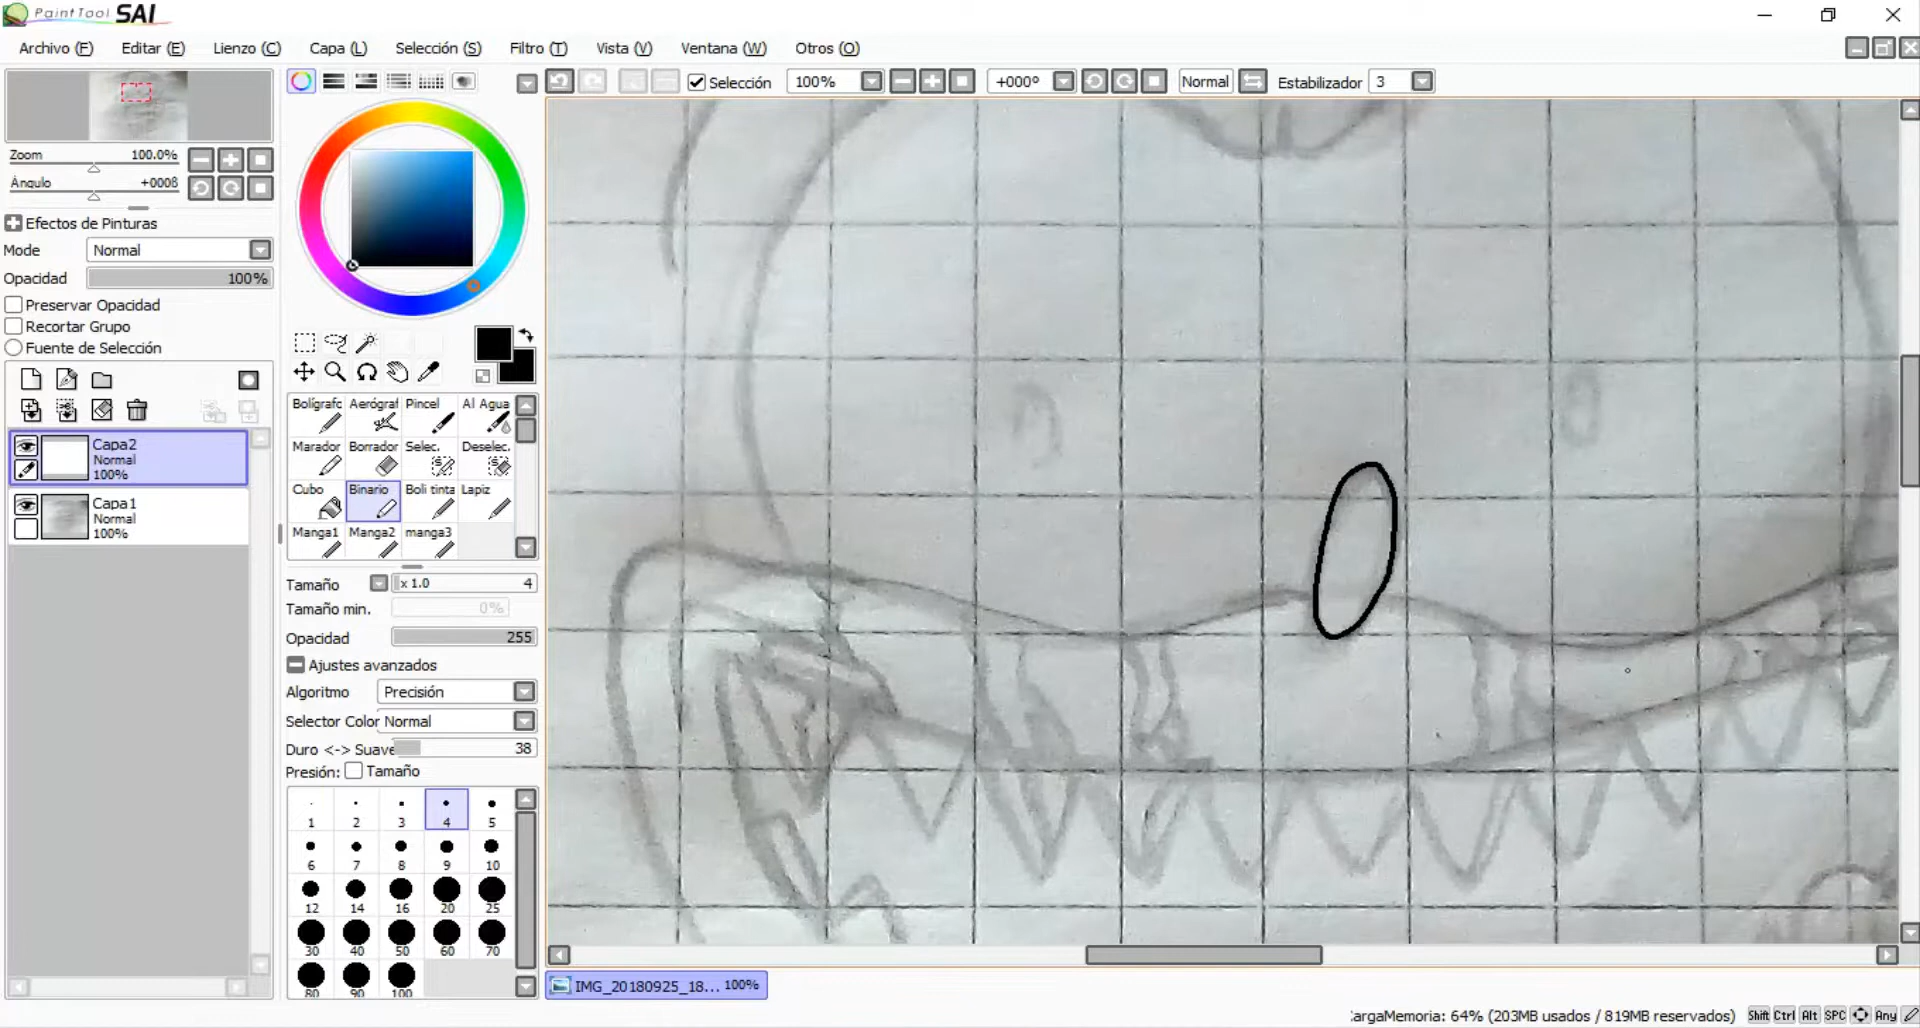 PaintTool SAI
Archivo (F) Editar (E) Lienzo (C) Capa (L) Selección (S) Filtro (T) Vista (V) Ventana (W) Otros (O)
Selección 100% +000º Normal Estabilizador 3
Zoom 100.0%
Ángulo +0008
Efectos de Pinturas
Mode Normal
Opacidad 100%
Preservar Opacidad
Recortar Grupo
Fuente de Selección
Capa2
Normal
100%
Capa1
Normal
100%
Bolígrafc Aerógraf Pincel Al Agua
Marador Borrador Selec. Deselec.
Cubo Binario Boli tinta Lapiz
Manga1 Manga2 manga3
Tamaño x 1.0 4
Tamaño min. 0%
Opacidad 255
Ajustes avanzados
Algoritmo Precisión
Selector Color Normal
Duro <-> Suave 38
Presión: Tamaño
1 2 3 4 5
6 7 8 9 10
12 14 16 20 25
30 40 50 60 70
80 90 100
IMG_20180925_18... 100%
:argaMemoria: 64% (203MB usados / 819MB reservados) Shift Ctrl Alt SPC Any